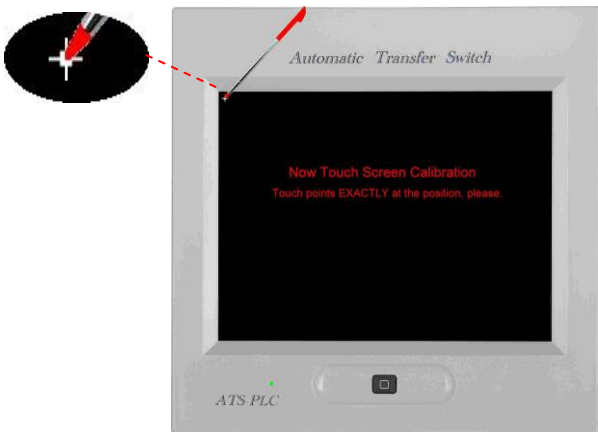 Automatic Transfer Switch
Now Touch Screen Calibration
Touch points EXACTLY at the position, please.
ATS PLC